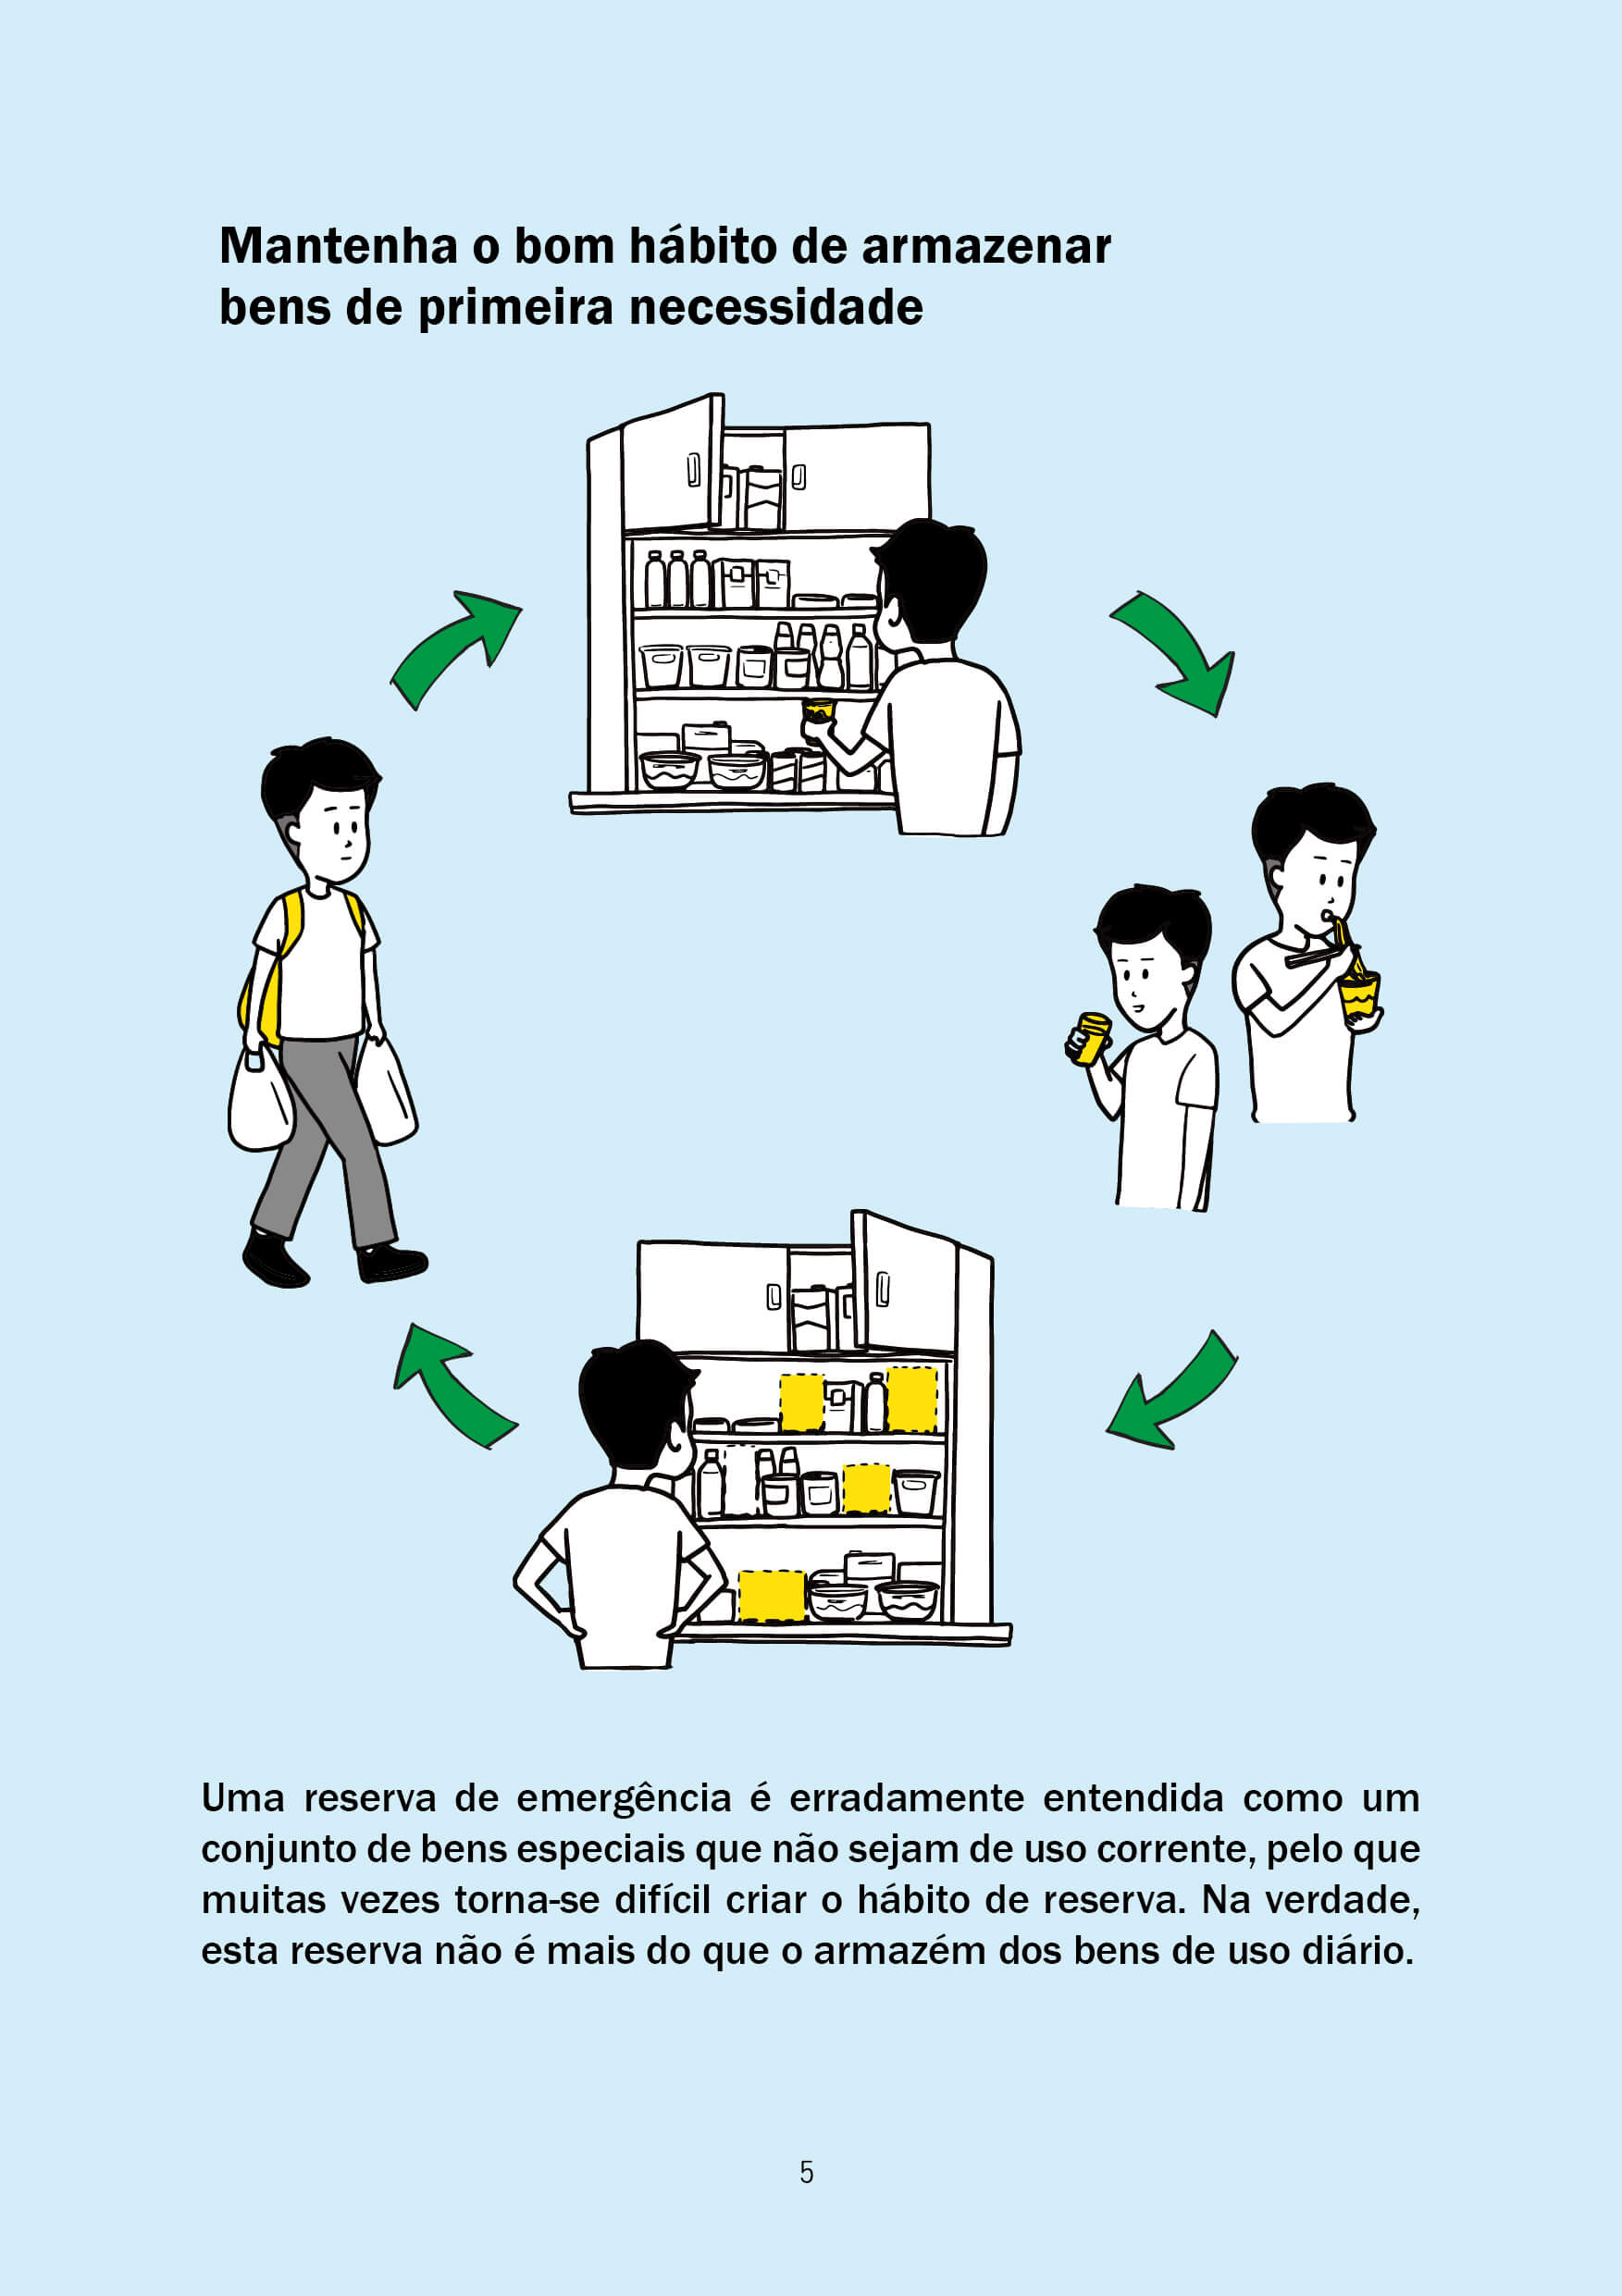 Mantenha o bom hábito de armazenar
bens de primeira necessidade
Uma reserva de emergência é erradamente entendida como um
conjunto de bens especiais que não sejam de uso corrente, pelo que
muitas vezes torna-se difícil criar o hábito de reserva. Na verdade,
esta reserva não é mais do que o armazém dos bens de uso diário.
5